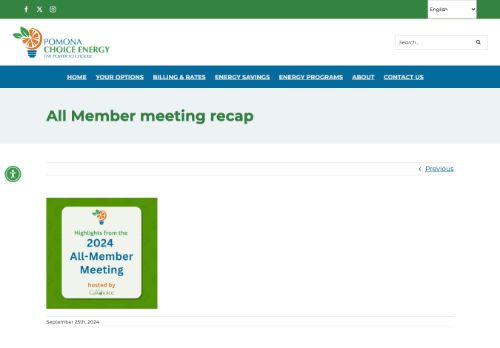 English
POMONA
CHOICE ENERGY
THE POWER TO CHOOSE
Search...
HOME YOUR OPTIONS BILLING & RATES ENERGY SAVINGS ENERGY PROGRAMS ABOUT CONTACT US
All Member meeting recap
Previous
Highlights from the
2024
All-Member
Meeting
hosted by
CalChoice
September 25th, 2024